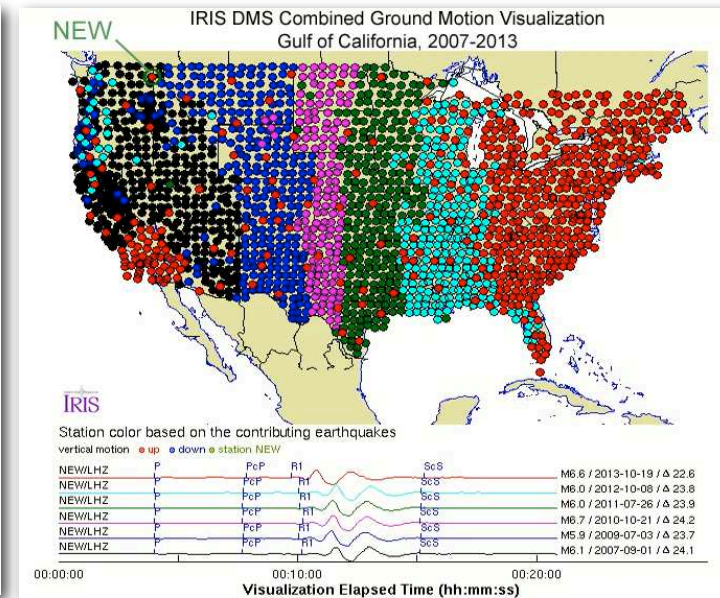 IRIS DMS Combined Ground Motion Visualization
Gulf of California, 2007-2013
NEW
IRIS
Station color based on the contributing earthquakes
vertical motion up down station NEW
NEW/LHZ P PcP R1 ScS M6.6 / 2013-10-19 / Δ 22.6
NEW/LHZ P PcP R1 ScS M6.0 / 2012-10-08 / Δ 23.8
NEW/LHZ P PcP R1 ScS M6.0 / 2011-07-26 / Δ 23.9
NEW/LHZ P PcP R1 ScS M6.7 / 2010-10-21 / Δ 24.2
NEW/LHZ P PcP R1 ScS M5.9 / 2009-07-03 / Δ 23.7
NEW/LHZ P PcP R1 ScS M6.1 / 2007-09-01 / Δ 24.1
00:00:00 00:10:00 00:20:00
Visualization Elapsed Time (hh:mm:ss)